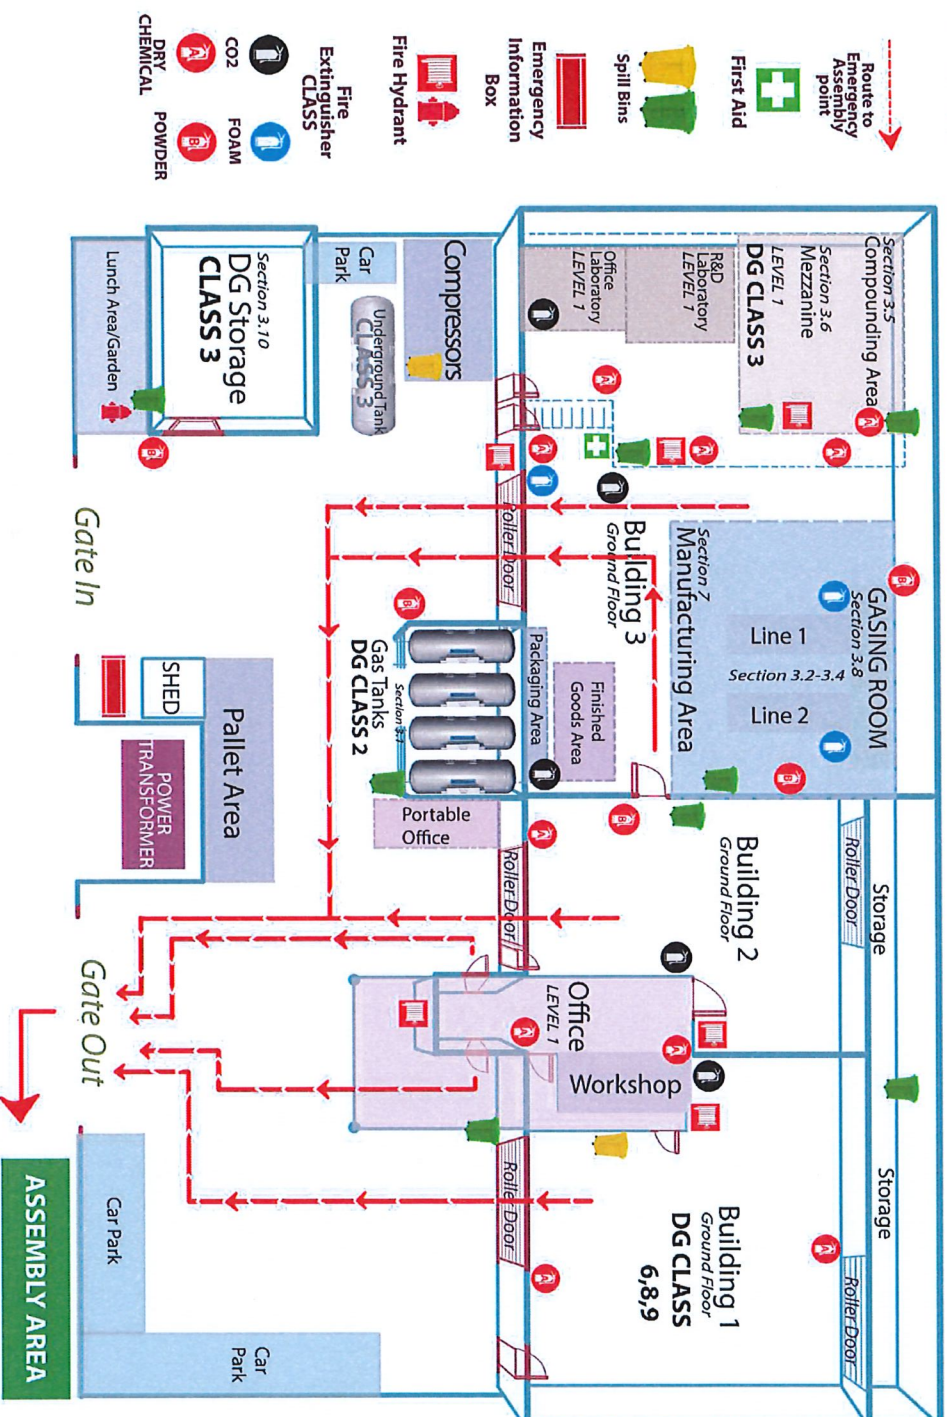 Route to
Emergency
Assembly
point
First Aid
Spill Bins
Emergency
Information
Box
Fire Hydrant
Fire
Extinguisher
CLASS
CO2
FOAM
DRY
CHEMICAL
POWDER
Section 3.5
Compounding Area
Section 3.6
Mezzanine
LEVEL 1
DG CLASS 3
R&D
Laboratory
LEVEL 1
Office
Laboratory
LEVEL 1
Compressors
Car
Park
Underground Tank
CLASS 3
Section 3.10
DG Storage
CLASS 3
Lunch Area/Garden
GASING ROOM
Section 3.8
Line 1
Section 3.2-3.4
Line 2
Section 7
Manufacturing Area
Building 3
Ground Floor
Finished
Goods Area
Packaging Area
Roller Door
Section 3.1
Gas Tanks
DG CLASS 2
Gate In
SHED
Pallet Area
POWER
TRANSFORMER
Portable
Office
Storage
Roller Door
Building 2
Ground Floor
Roller Door
Office
LEVEL 1
Workshop
Gate Out
Storage
Roller Door
Building 1
Ground Floor
DG CLASS
6,8,9
Roller Door
Car Park
Car
Park
ASSEMBLY AREA
A
B
A
A
A
A
A
B
B
B
B
B
A
A
A
A
A